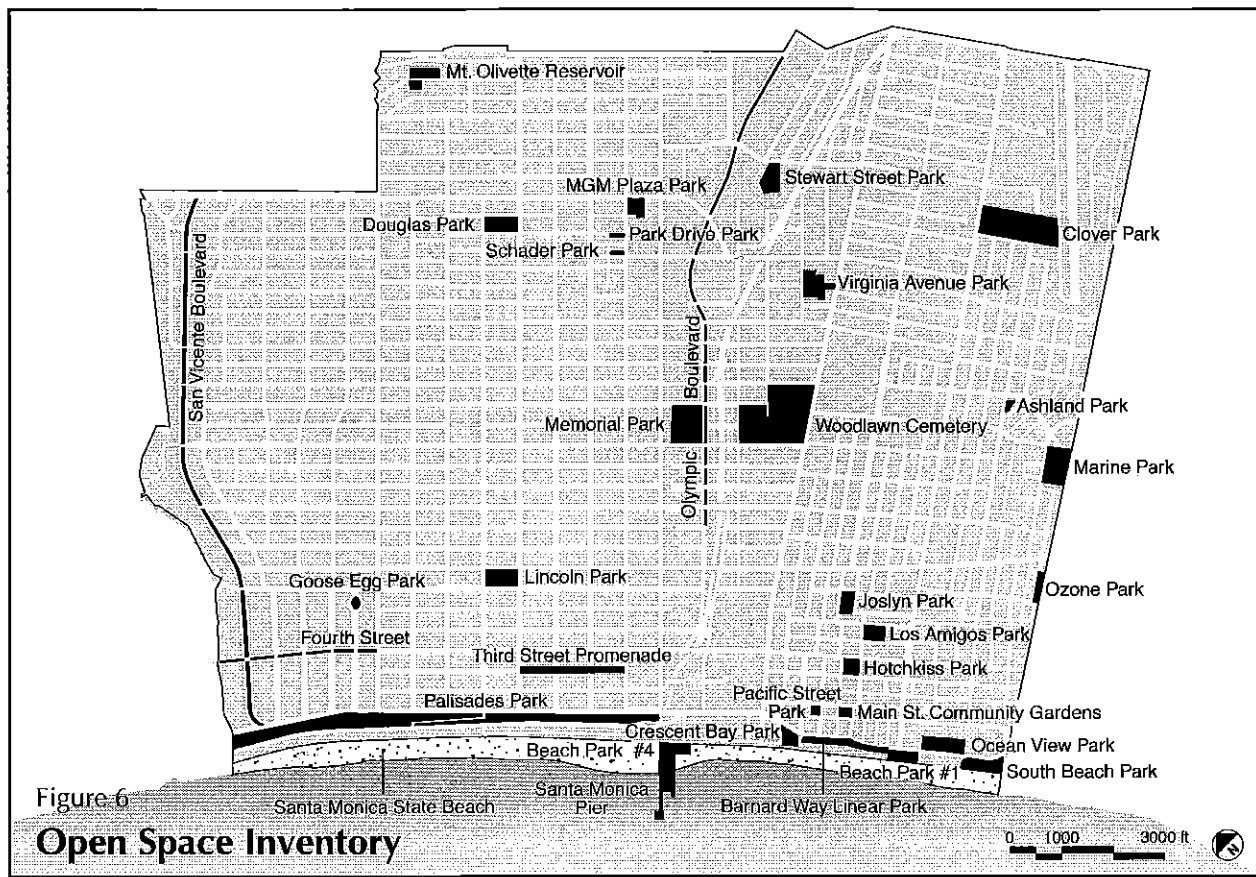 Mt. Olivette Reservoir
MGM Plaza Park
Stewart Street Park
Douglas Park
Park Drive Park
Clover Park
Schader Park
San Vicente Boulevard
Virginia Avenue Park
Olympic Boulevard
Ashland Park
Memorial Park
Woodlawn Cemetery
Marine Park
Goose Egg Park
Lincoln Park
Ozone Park
Joslyn Park
Fourth Street
Los Amigos Park
Third Street Promenade
Hotchkiss Park
Palisades Park
Pacific Street
Park
Main St. Community Gardens
Crescent Bay Park
Beach Park #4
Ocean View Park
Beach Park #1
South Beach Park
Santa Monica State Beach
Santa Monica
Pier
Barnard Way Linear Park
Figure 6
Open Space Inventory
0 1000 3000 ft
N